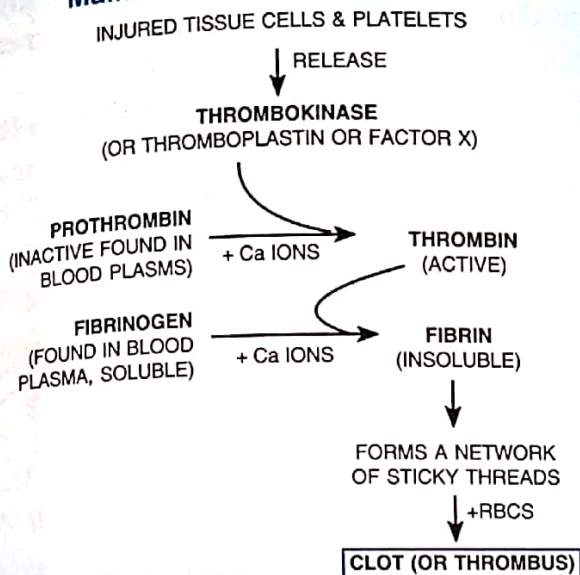 INJURED TISSUE CELLS & PLATELETS
RELEASE
THROMBOKINASE
(OR THROMBOPLASTIN OR FACTOR X)
PROTHROMBIN
(INACTIVE FOUND IN
BLOOD PLASMS)
+ Ca IONS
THROMBIN
(ACTIVE)
FIBRINOGEN
(FOUND IN BLOOD
PLASMA, SOLUBLE)
+ Ca IONS
FIBRIN
(INSOLUBLE)
FORMS A NETWORK
OF STICKY THREADS
+RBCS
CLOT (OR THROMBUS)